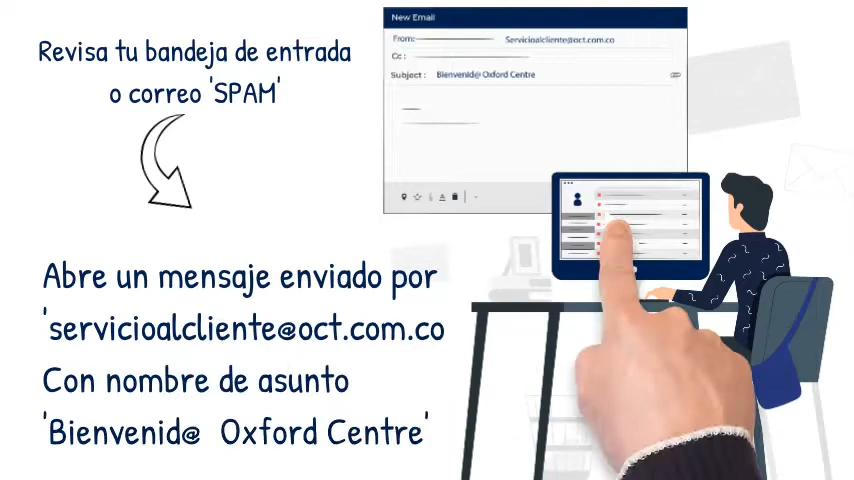 Revisa tu bandeja de entrada
o correo 'SPAM'
New Email
From: Servicioalcliente@oct.com.co
Cc :
Subject : Bienvenid@ Oxford Centre
Abre un mensaje enviado por
'servicioalcliente@oct.com.co
Con nombre de asunto
'Bienvenid@ Oxford Centre'